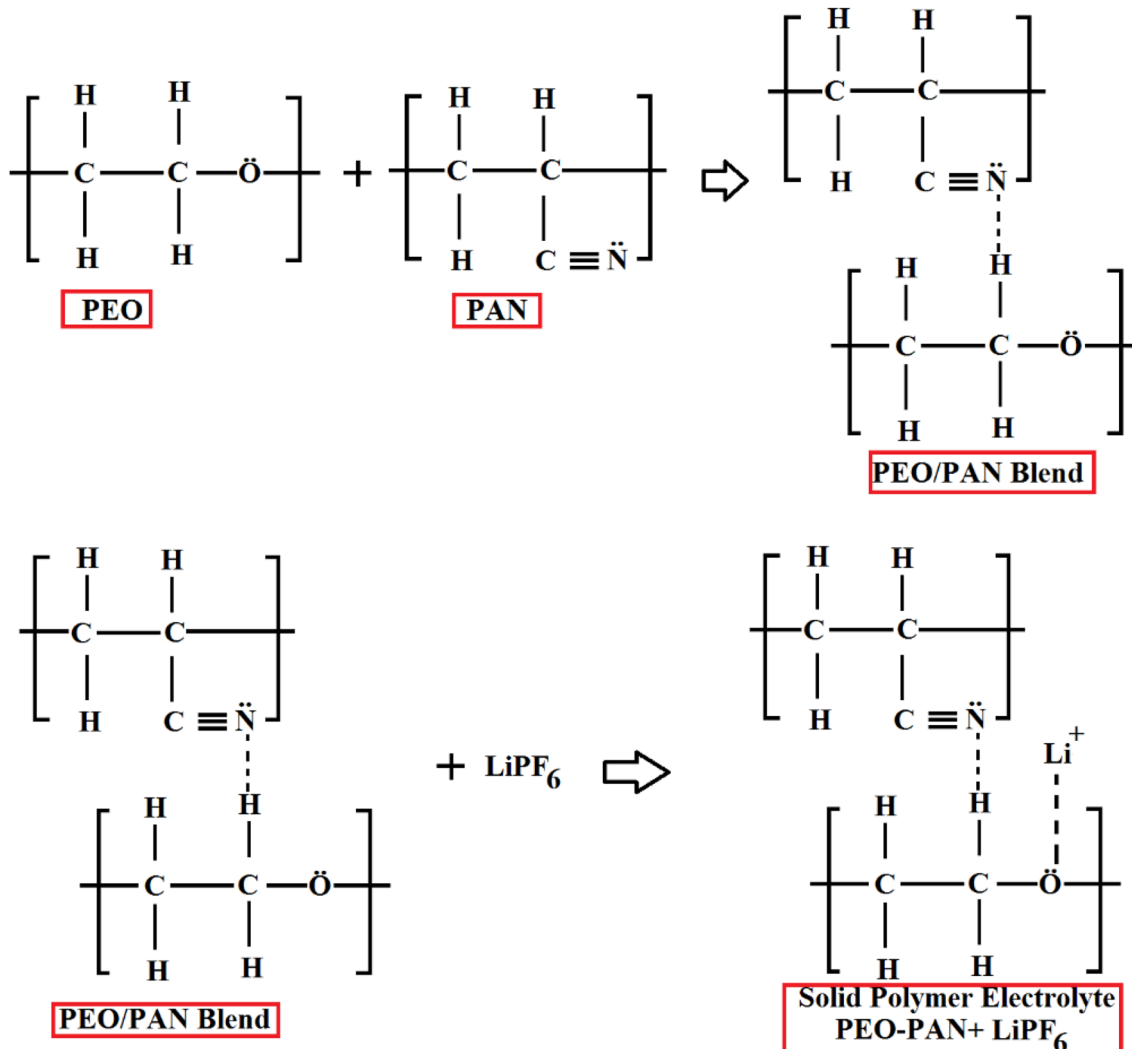 H H
C C Ö
H H
PEO
+
H H
C C
H C ≡ N̈
PAN
H H
C C
H C ≡ N̈
H H
C C Ö
H H
PEO/PAN Blend
H H
C C
H C ≡ N̈
H H
C C Ö
H H
PEO/PAN Blend
+ LiPF₆
H H
C C
H C ≡ N̈
Li⁺
H H
C C Ö
H H
Solid Polymer Electrolyte
PEO-PAN+ LiPF₆